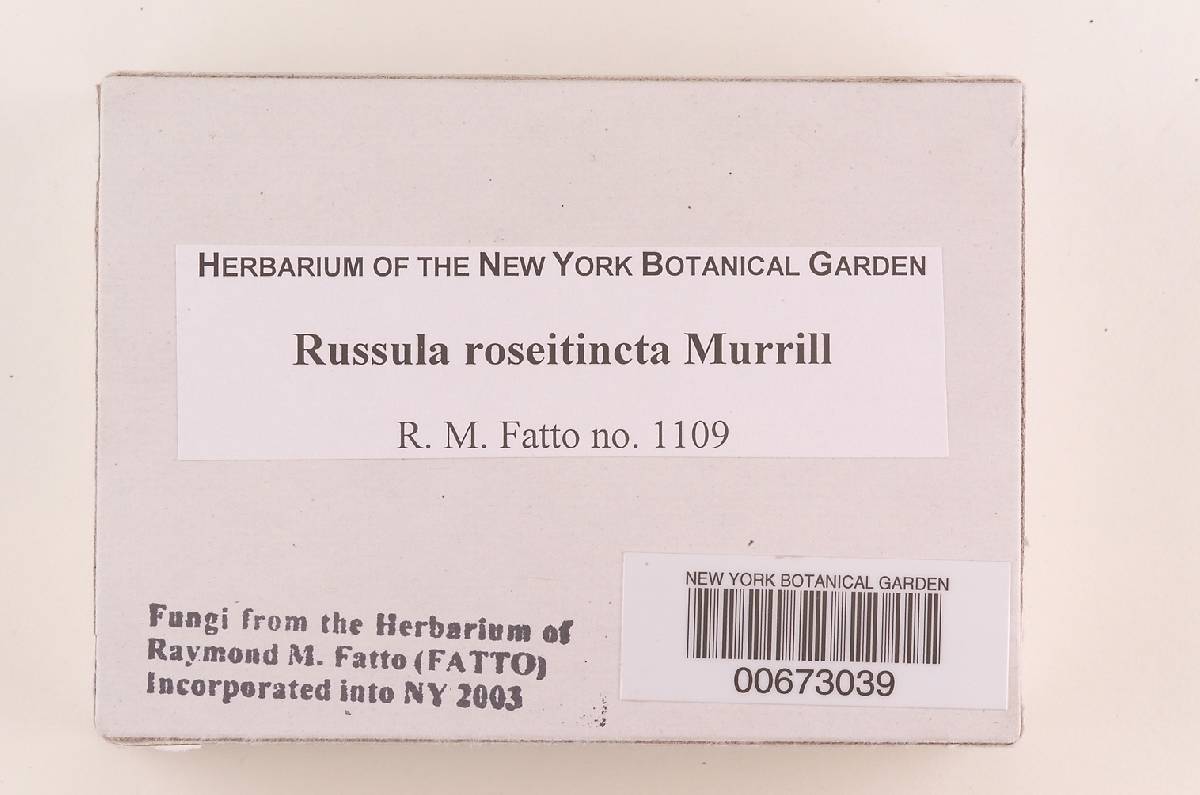 HERBARIUM OF THE NEW YORK BOTANICAL GARDEN
Russula roseitincta Murrill
R. M. Fatto no. 1109
NEW YORK BOTANICAL GARDEN
00673039
Fungi from the Herbarium of
Raymond M. Fatto (FATTO)
Incorporated into NY 2003